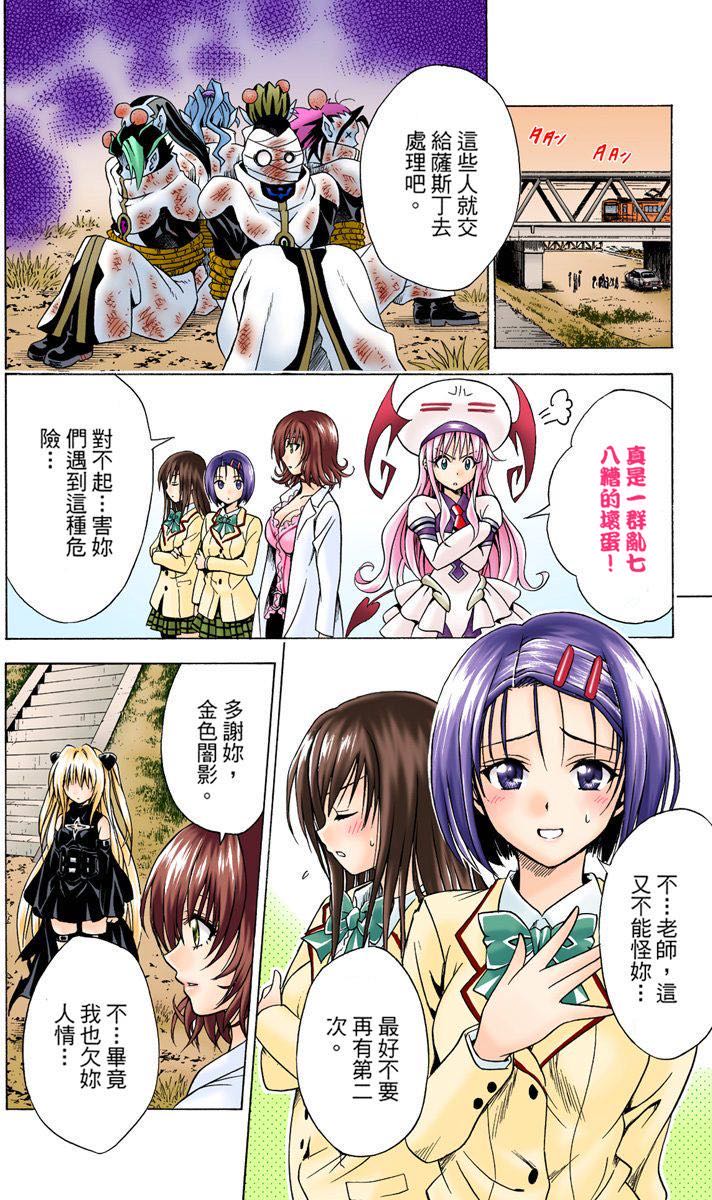 タタン
タタン
這些人就交
給薩斯丁去
處理吧。
真是一群亂七
八糟的壞蛋！
對不起…害妳
們遇到這種危
險…
不…老師，這
又不能怪妳…
最好不要
再有第二
次。
多謝妳，
金色闇影。
不…畢竟
我也欠妳
人情…